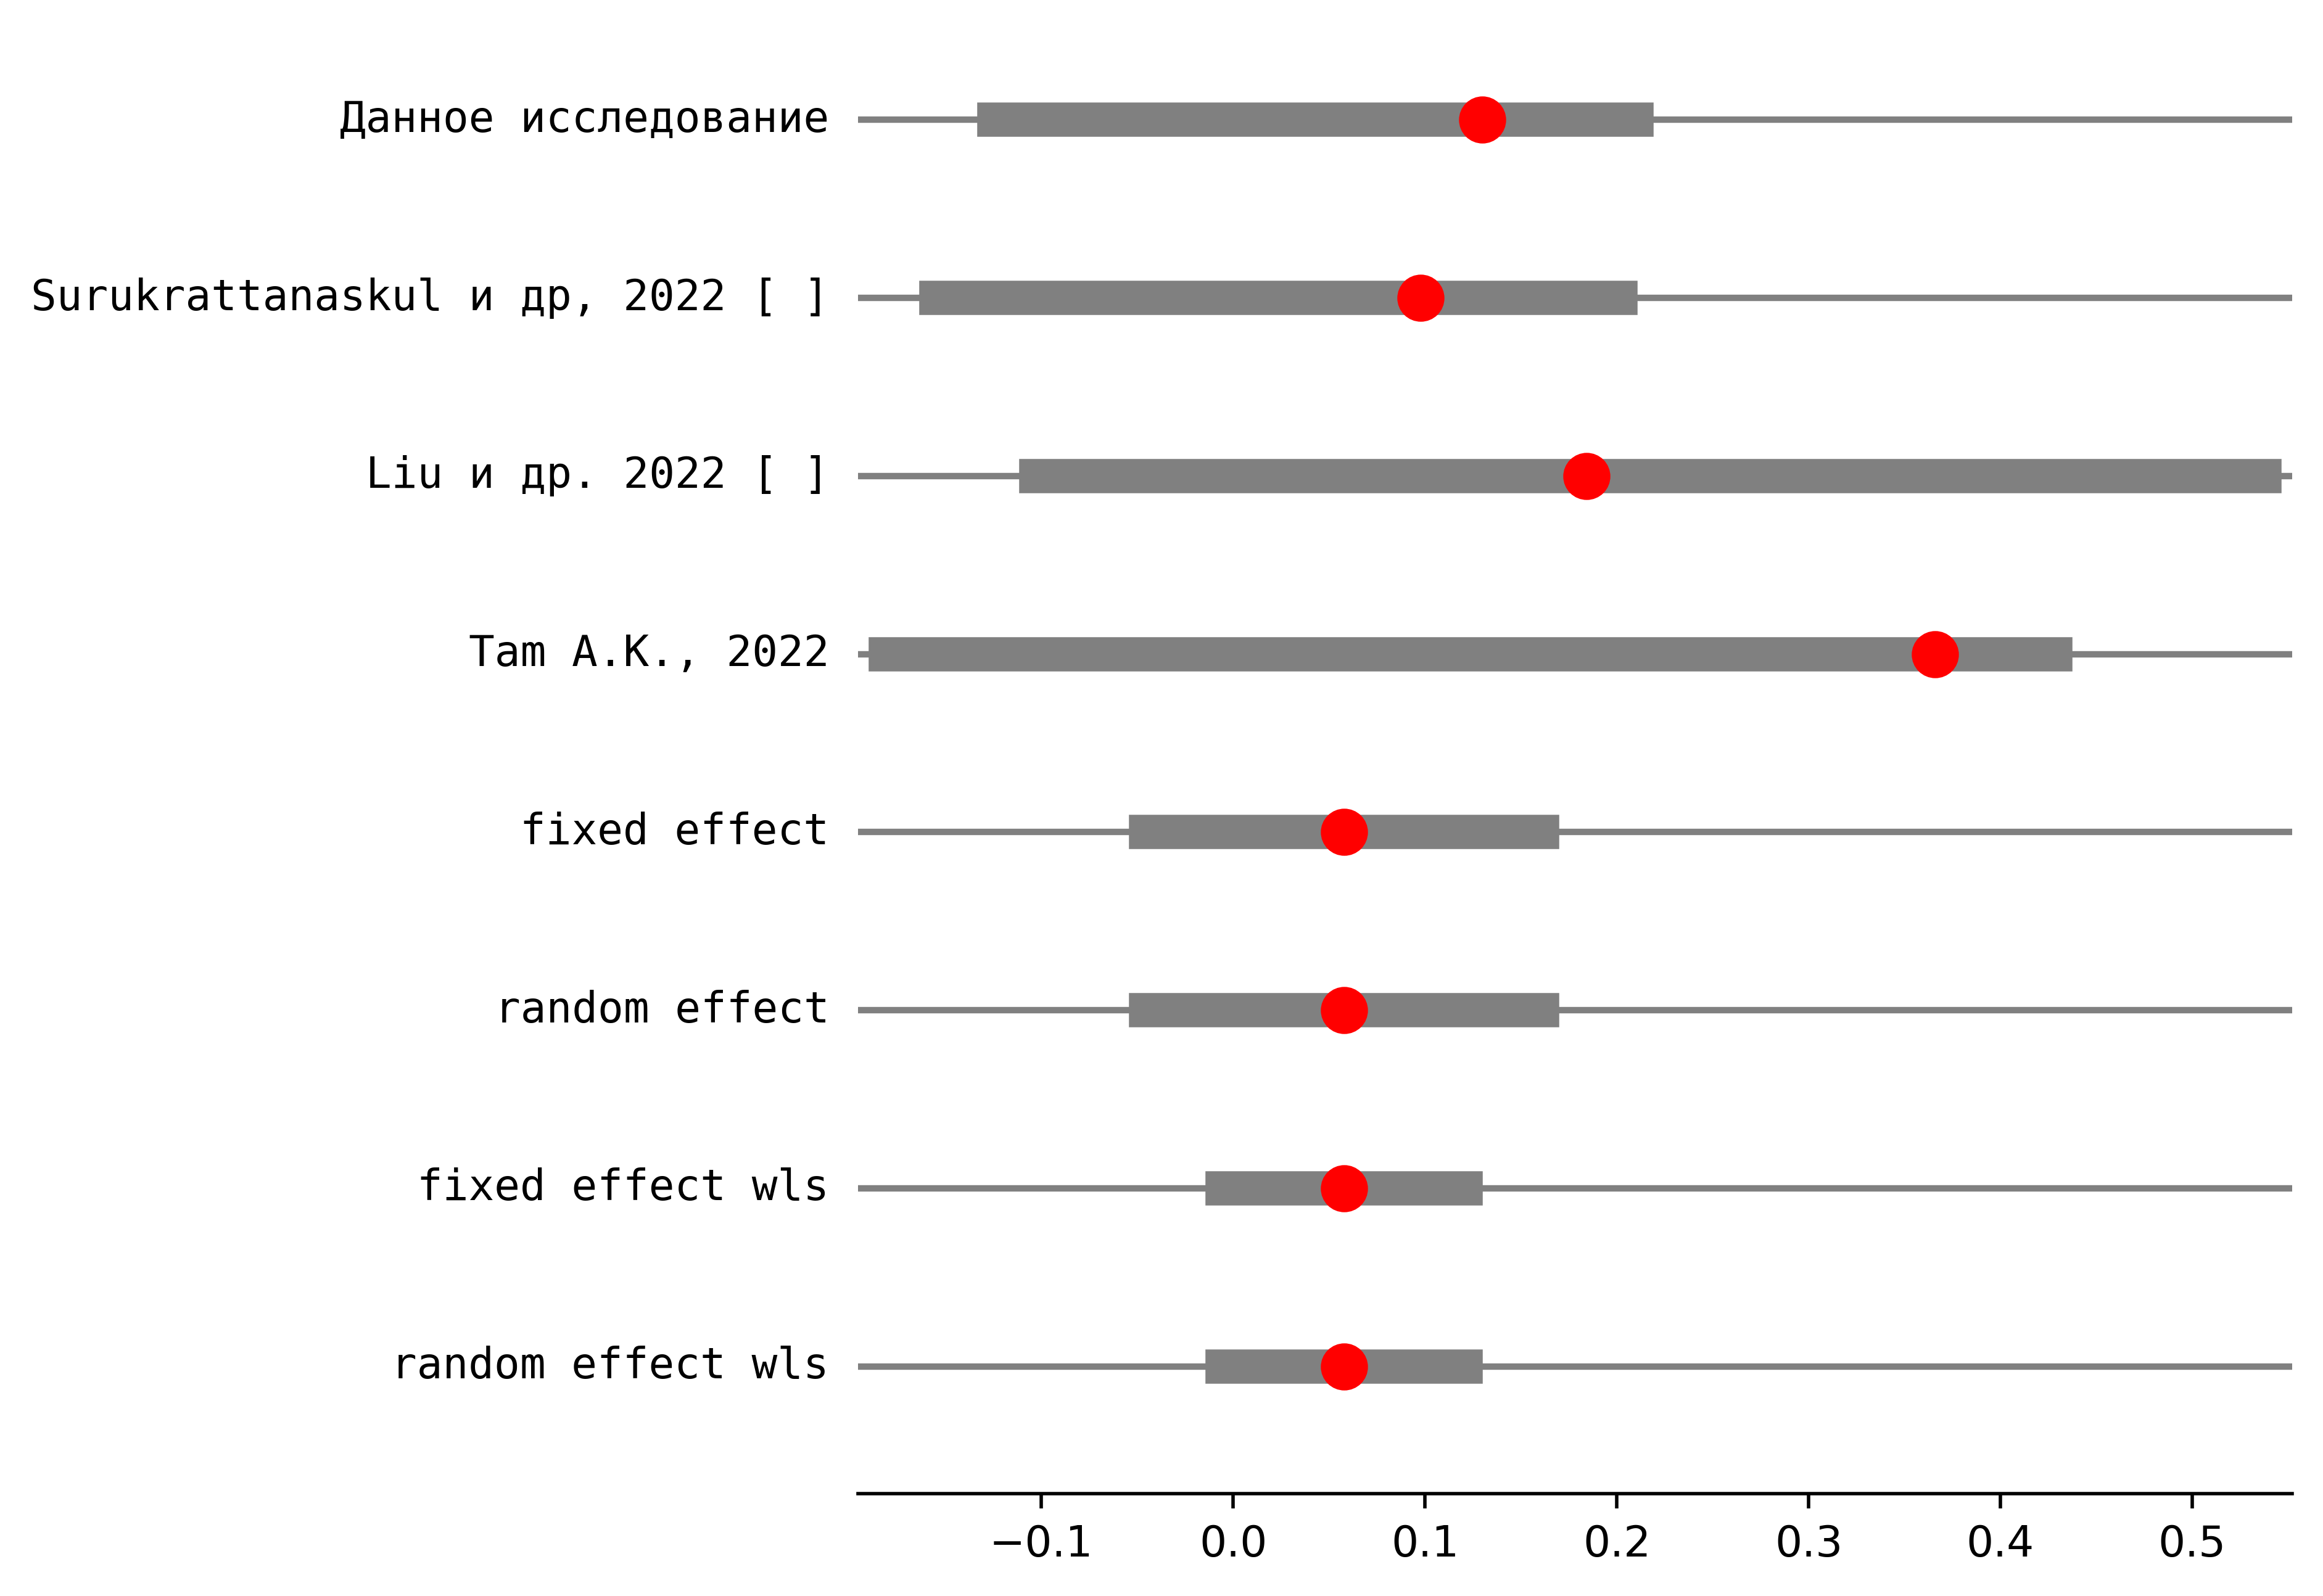 Данное исследование
Surukrattanaskul и др, 2022 [ ]
Liu и др. 2022 [ ]
Tam A.K., 2022
fixed effect
random effect
fixed effect wls
random effect wls
−0.1 0.0 0.1 0.2 0.3 0.4 0.5